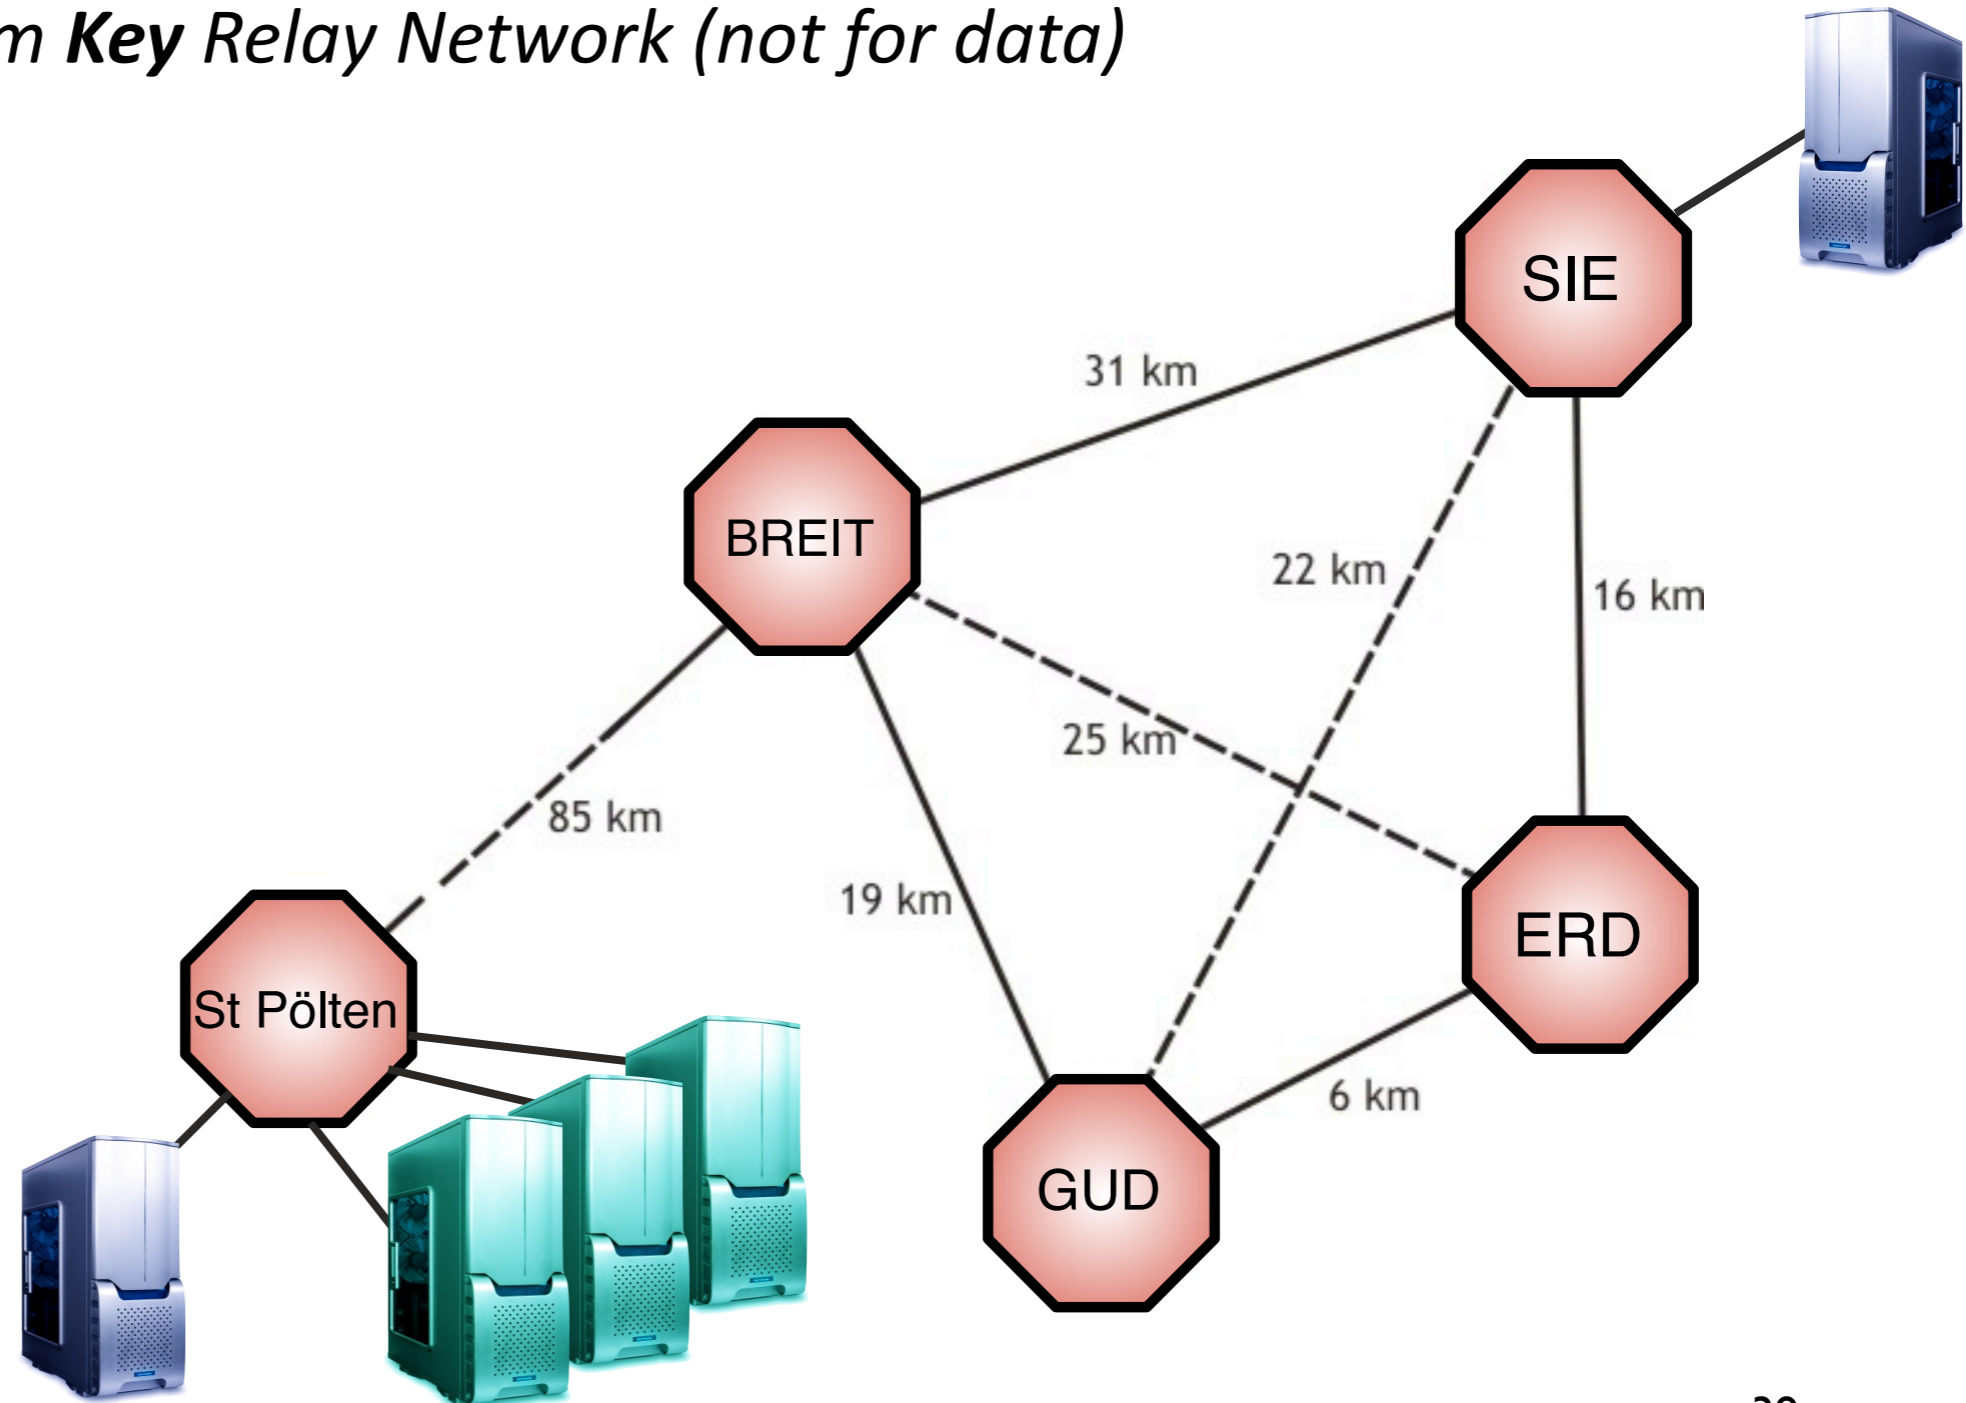 Key Relay Network (not for data)
SIE
31 km
BREIT
22 km
16 km
25 km
85 km
19 km
ERD
St Pölten
6 km
GUD